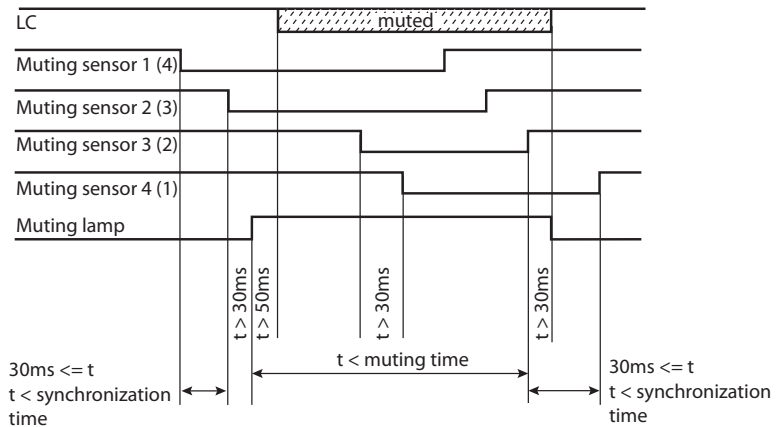 LC
muted
Muting sensor 1 (4)
Muting sensor 2 (3)
Muting sensor 3 (2)
Muting sensor 4 (1)
Muting lamp
t > 30ms
t > 50ms
t > 30ms
t > 30ms
t < muting time
30ms <= t
t < synchronization
time
30ms <= t
t < synchronization
time